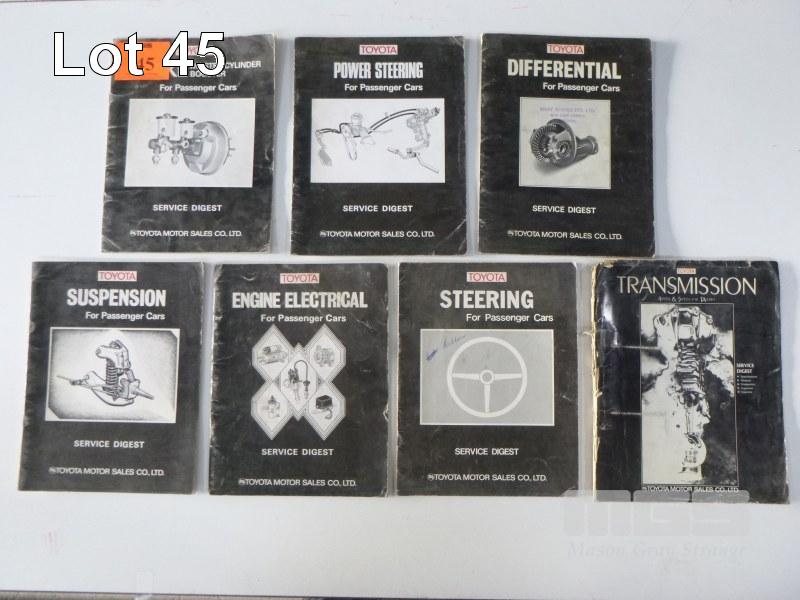 Lot 45
45
CYLINDER
For Passenger Cars
SERVICE DIGEST
TOYOTA MOTOR SALES CO., LTD.
TOYOTA
POWER STEERING
For Passenger Cars
SERVICE DIGEST
TOYOTA MOTOR SALES CO., LTD.
TOYOTA
DIFFERENTIAL
For Passenger Cars
SERVICE DIGEST
TOYOTA MOTOR SALES CO., LTD.
TOYOTA
SUSPENSION
For Passenger Cars
SERVICE DIGEST
TOYOTA MOTOR SALES CO., LTD.
TOYOTA
ENGINE ELECTRICAL
For Passenger Cars
SERVICE DIGEST
TOYOTA MOTOR SALES CO., LTD.
TOYOTA
STEERING
For Passenger Cars
SERVICE DIGEST
TOYOTA MOTOR SALES CO., LTD.
TOYOTA
TRANSMISSION
SERVICE
DIGEST
TOYOTA MOTOR SALES CO., LTD.
MGS
Mason Gray Strange